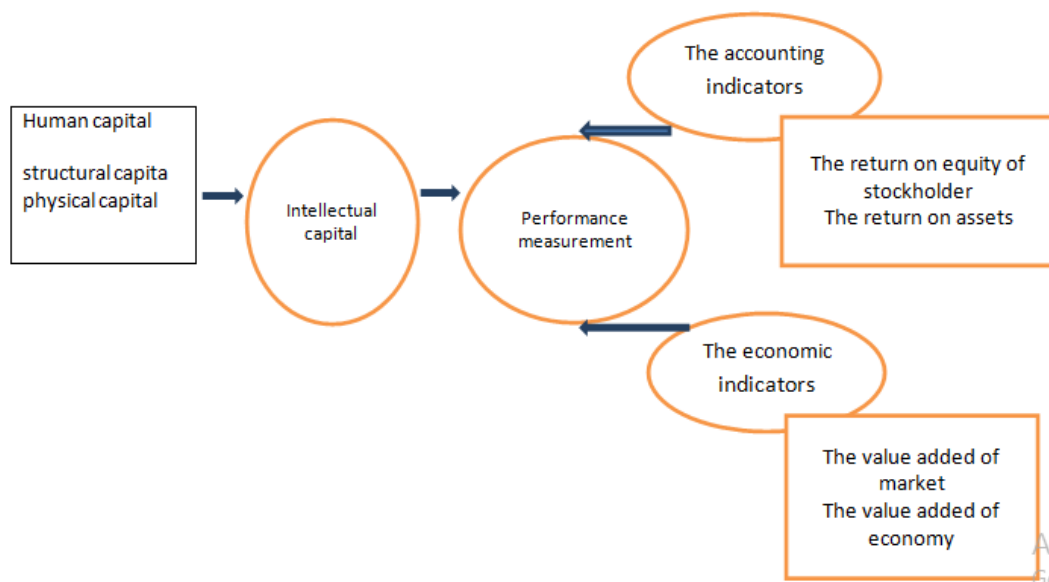 Human capital
structural capita
physical capital
Intellectual
capital
Performance
measurement
The accounting
indicators
The return on equity of
stockholder
The return on assets
The economic
indicators
The value added of
market
The value added of
economy